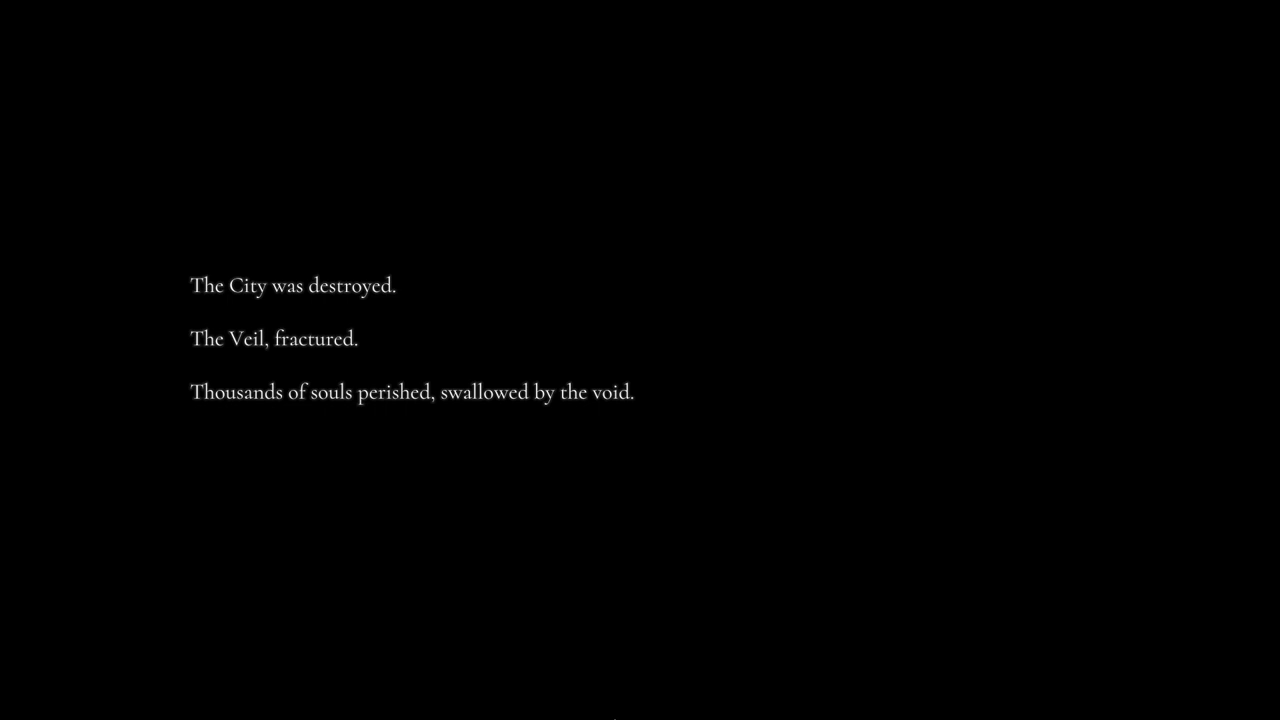 The City was destroyed.
The Veil, fractured.
Thousands of souls perished, swallowed by the void.